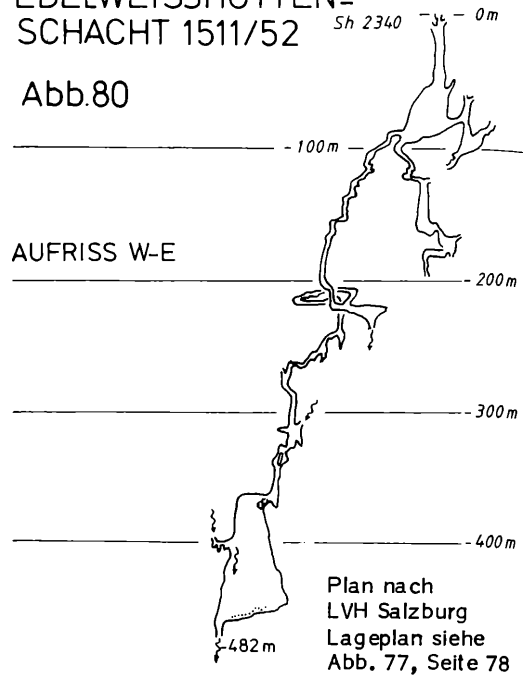 EDELWEISSHÜTTEN=
SCHACHT 1511/52
Sh 2340
0m
Abb.80
-100m
AUFRISS W-E
-200m
-300m
-400m
-482m
Plan nach
LVH Salzburg
Lageplan siehe
Abb. 77, Seite 78